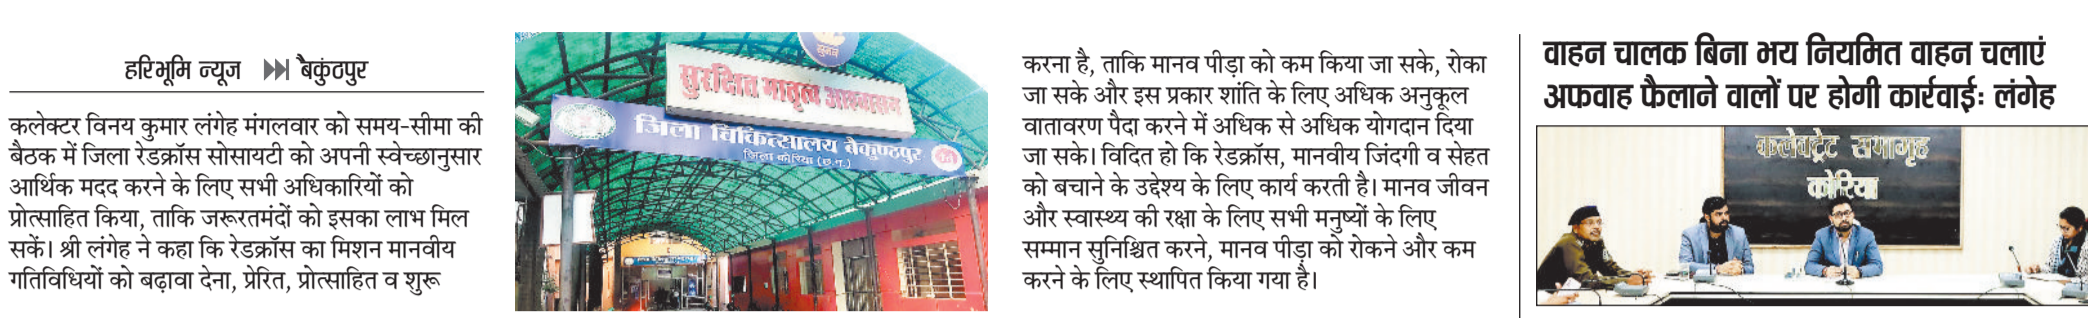 हरिभूमि न्यूज बैकुंठपुर
कलेक्टर विनय कुमार लंगेह मंगलवार को समय-सीमा की
बैठक में जिला रेडक्रॉस सोसायटी को अपनी स्वेच्छानुसार
आर्थिक मदद करने के लिए सभी अधिकारियों को
प्रोत्साहित किया, ताकि जरूरतमंदों को इसका लाभ मिल
सकें। श्री लंगेह ने कहा कि रेडक्रॉस का मिशन मानवीय
गतिविधियों को बढ़ावा देना, प्रेरित, प्रोत्साहित व शुरू
सुरक्षित मातृत्व आश्वासन
जिला चिकित्सालय बैकुण्ठपुर
जिला कोरिया (छ.ग.)
करना है, ताकि मानव पीड़ा को कम किया जा सके, रोका
जा सके और इस प्रकार शांति के लिए अधिक अनुकूल
वातावरण पैदा करने में अधिक से अधिक योगदान दिया
जा सके। विदित हो कि रेडक्रॉस, मानवीय जिंदगी व सेहत
को बचाने के उद्देश्य के लिए कार्य करती है। मानव जीवन
और स्वास्थ्य की रक्षा के लिए सभी मनुष्यों के लिए
सम्मान सुनिश्चित करने, मानव पीड़ा को रोकने और कम
करने के लिए स्थापित किया गया है।
वाहन चालक बिना भय नियमित वाहन चलाएं
अफवाह फैलाने वालों पर होगी कार्रवाईः लंगेह
कलेक्ट्रेट सभागृह
कोरिया